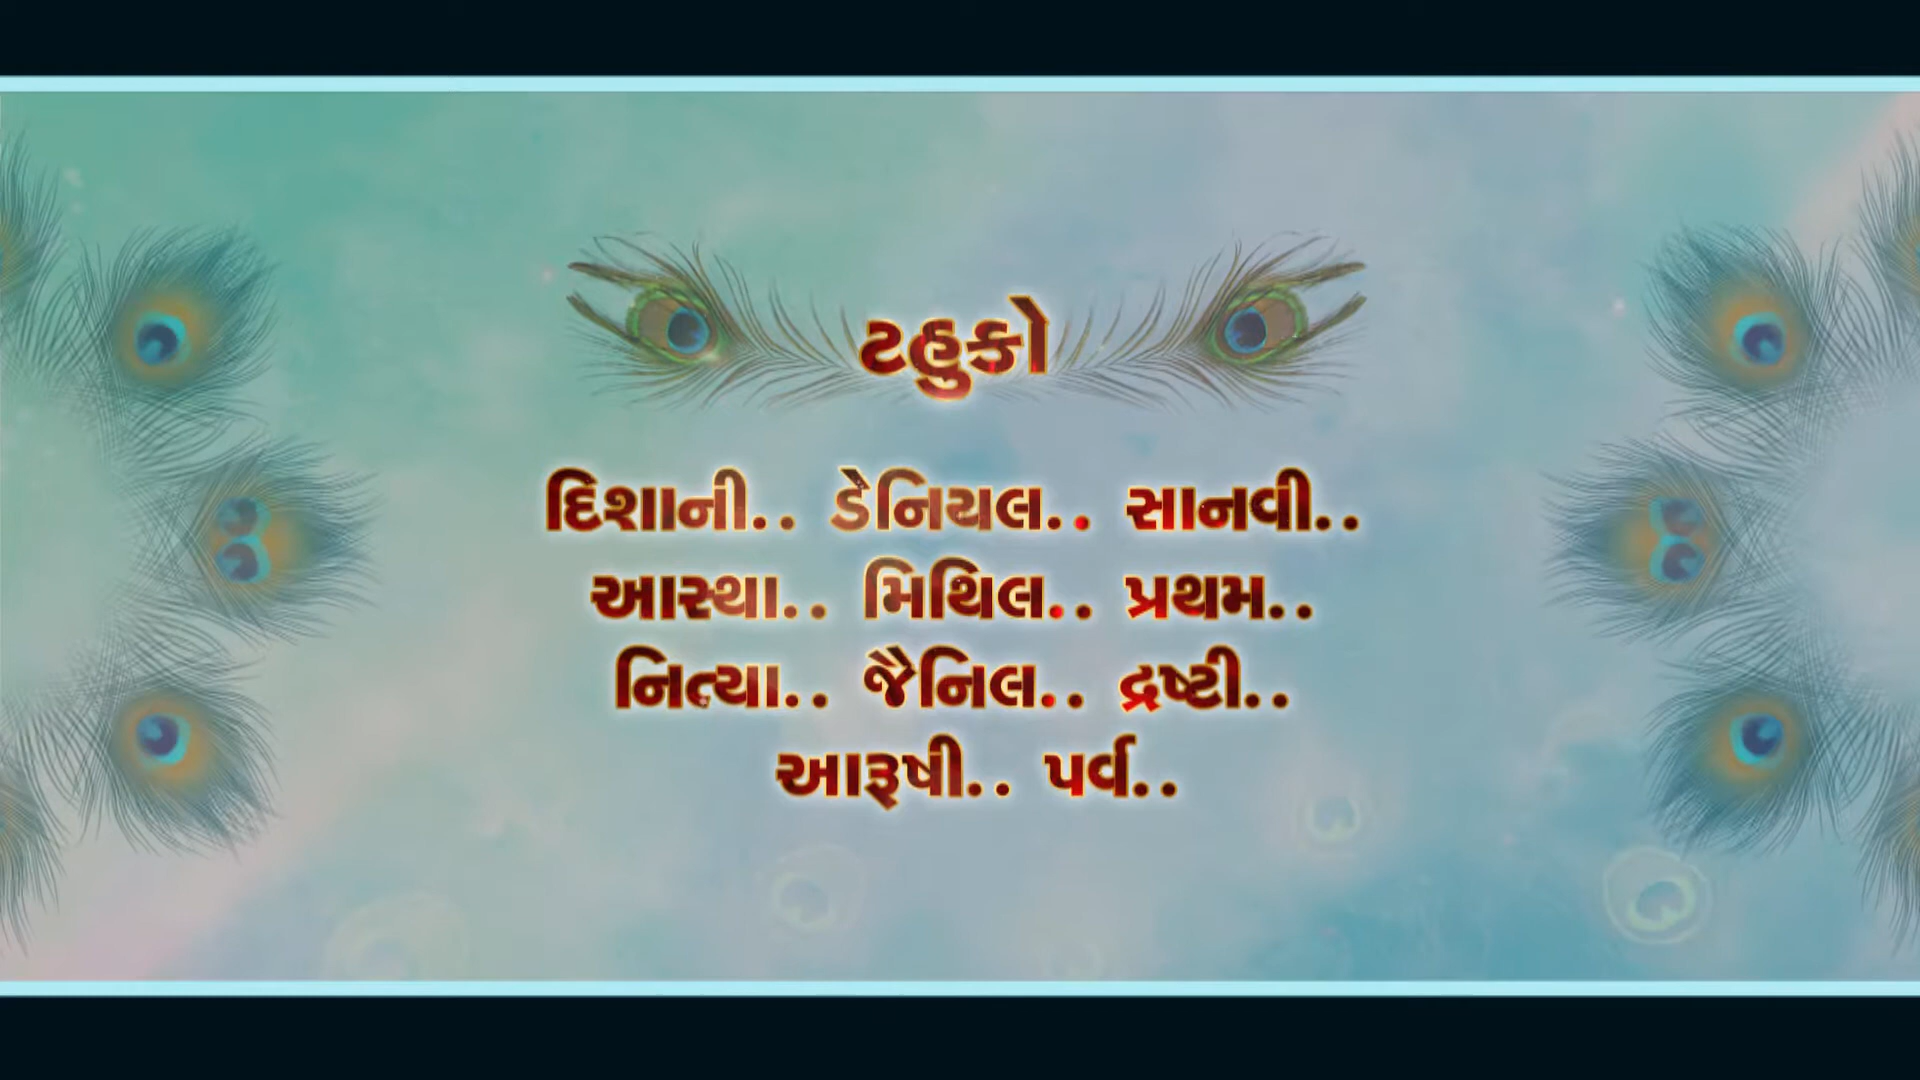 ટહુકો
દિશાની.. ડેનિયલ.. સાનવી..
આસ્થા.. મિથિલ.. પ્રથમ..
નિત્યા.. જૈનિલ.. દ્રષ્ટી..
આરૂષી.. પર્વ..